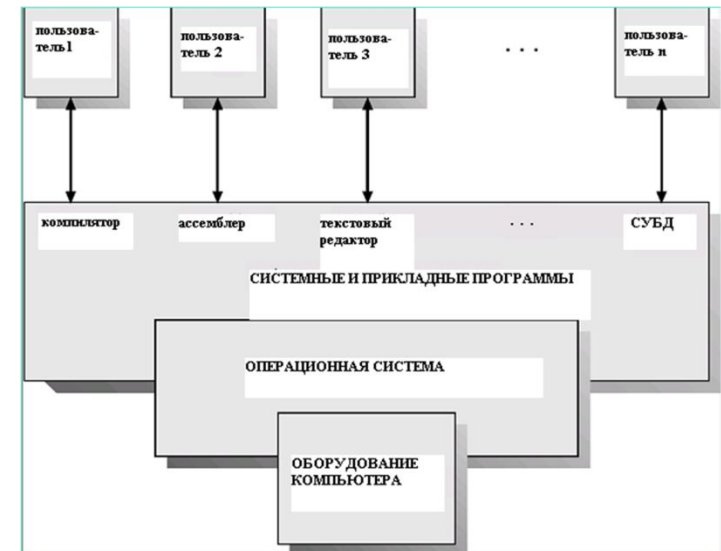 пользова-
тель1
пользова-
тель 2
пользова-
тель 3
. . .
пользова-
тель n
компилятор
ассемблер
текстовый
редактор
. . .
СУБД
СИСТЕМНЫЕ И ПРИКЛАДНЫЕ ПРОГРАММЫ
ОПЕРАЦИОННАЯ СИСТЕМА
ОБОРУДОВАНИЕ
КОМПЬЮТЕРА